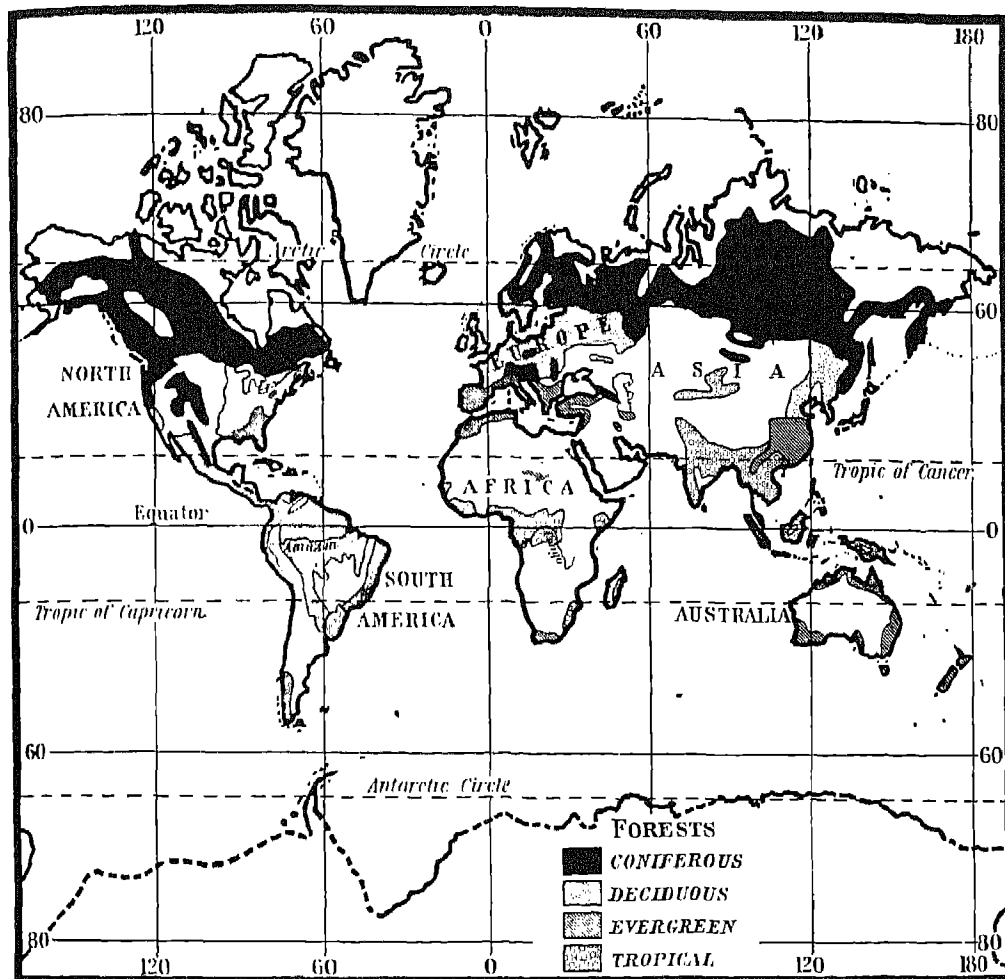 120 60 0 60 120 180
80 80
Arctic Circle
60 60
EUROPE
ASIA
NORTH
AMERICA
Tropic of Cancer
AFRICA
Equator
0 0
Amazon
SOUTH
AMERICA
Tropic of Capricorn
AUSTRALIA
60 60
Antarctic Circle
FORESTS
CONIFEROUS
DECIDUOUS
EVERGREEN
TROPICAL
80 80
120 60 0 60 120 180